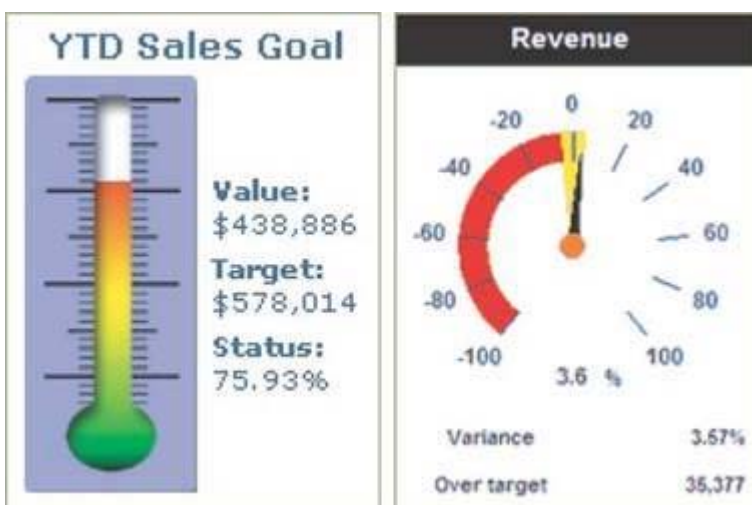 YTD Sales Goal
Value:
$438,886
Target:
$578,014
Status:
75.93%
Revenue
0
-20
20
-40
40
-60
60
-80
80
-100
100
3.6 %
Variance 3.57%
Over target 35,377